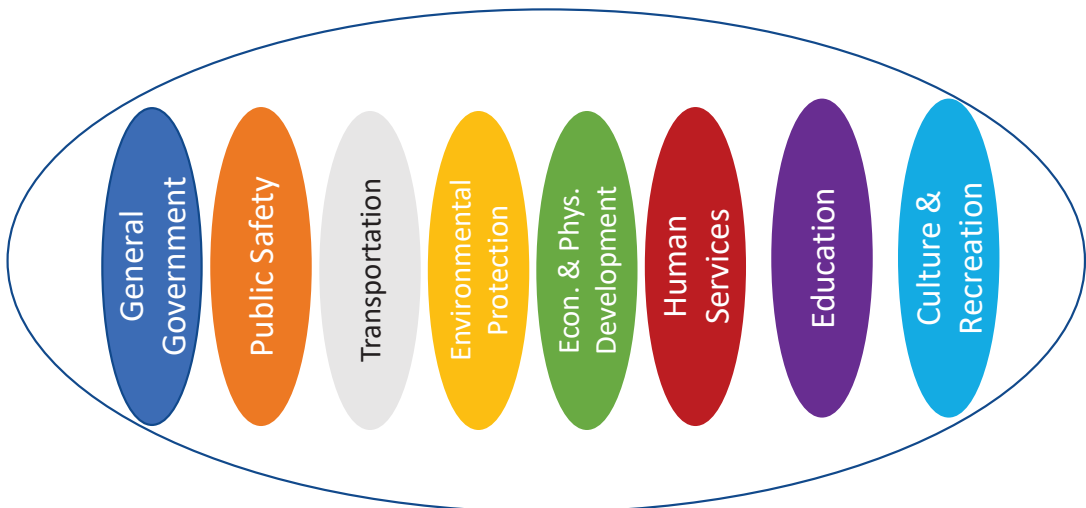 General
Government
Public Safety
Transportation
Environmental
Protection
Econ. & Phys.
Development
Human
Services
Education
Culture &
Recreation